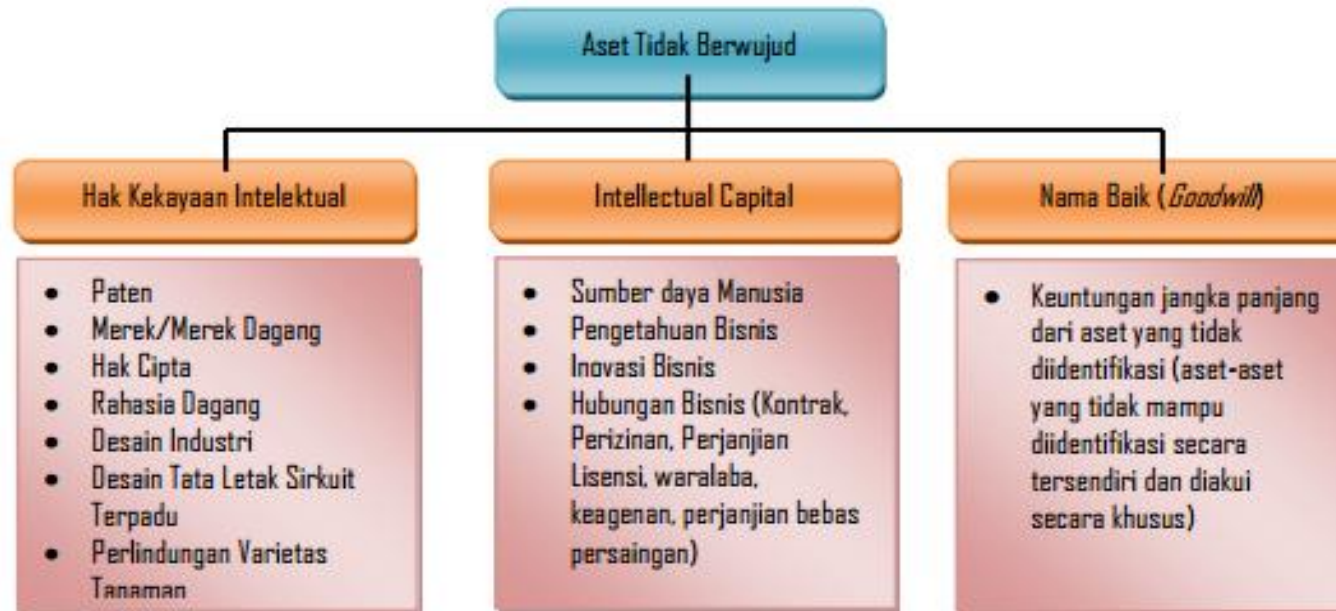 Aset Tidak Berwujud
Hak Kekayaan Intelektual
• Paten
• Merek/Merek Dagang
• Hak Cipta
• Rahasia Dagang
• Desain Industri
• Desain Tata Letak Sirkuit
Terpadu
• Perlindungan Varietas
Tanaman
Intellectual Capital
• Sumber daya Manusia
• Pengetahuan Bisnis
• Inovasi Bisnis
• Hubungan Bisnis (Kontrak,
Perizinan, Perjanjian
Lisensi, waralaba,
keagenan, perjanjian bebas
persaingan)
Nama Baik (Goodwill)
• Keuntungan jangka panjang
dari aset yang tidak
diidentifikasi (aset-aset
yang tidak mampu
diidentifikasi secara
tersendiri dan diakui
secara khusus)